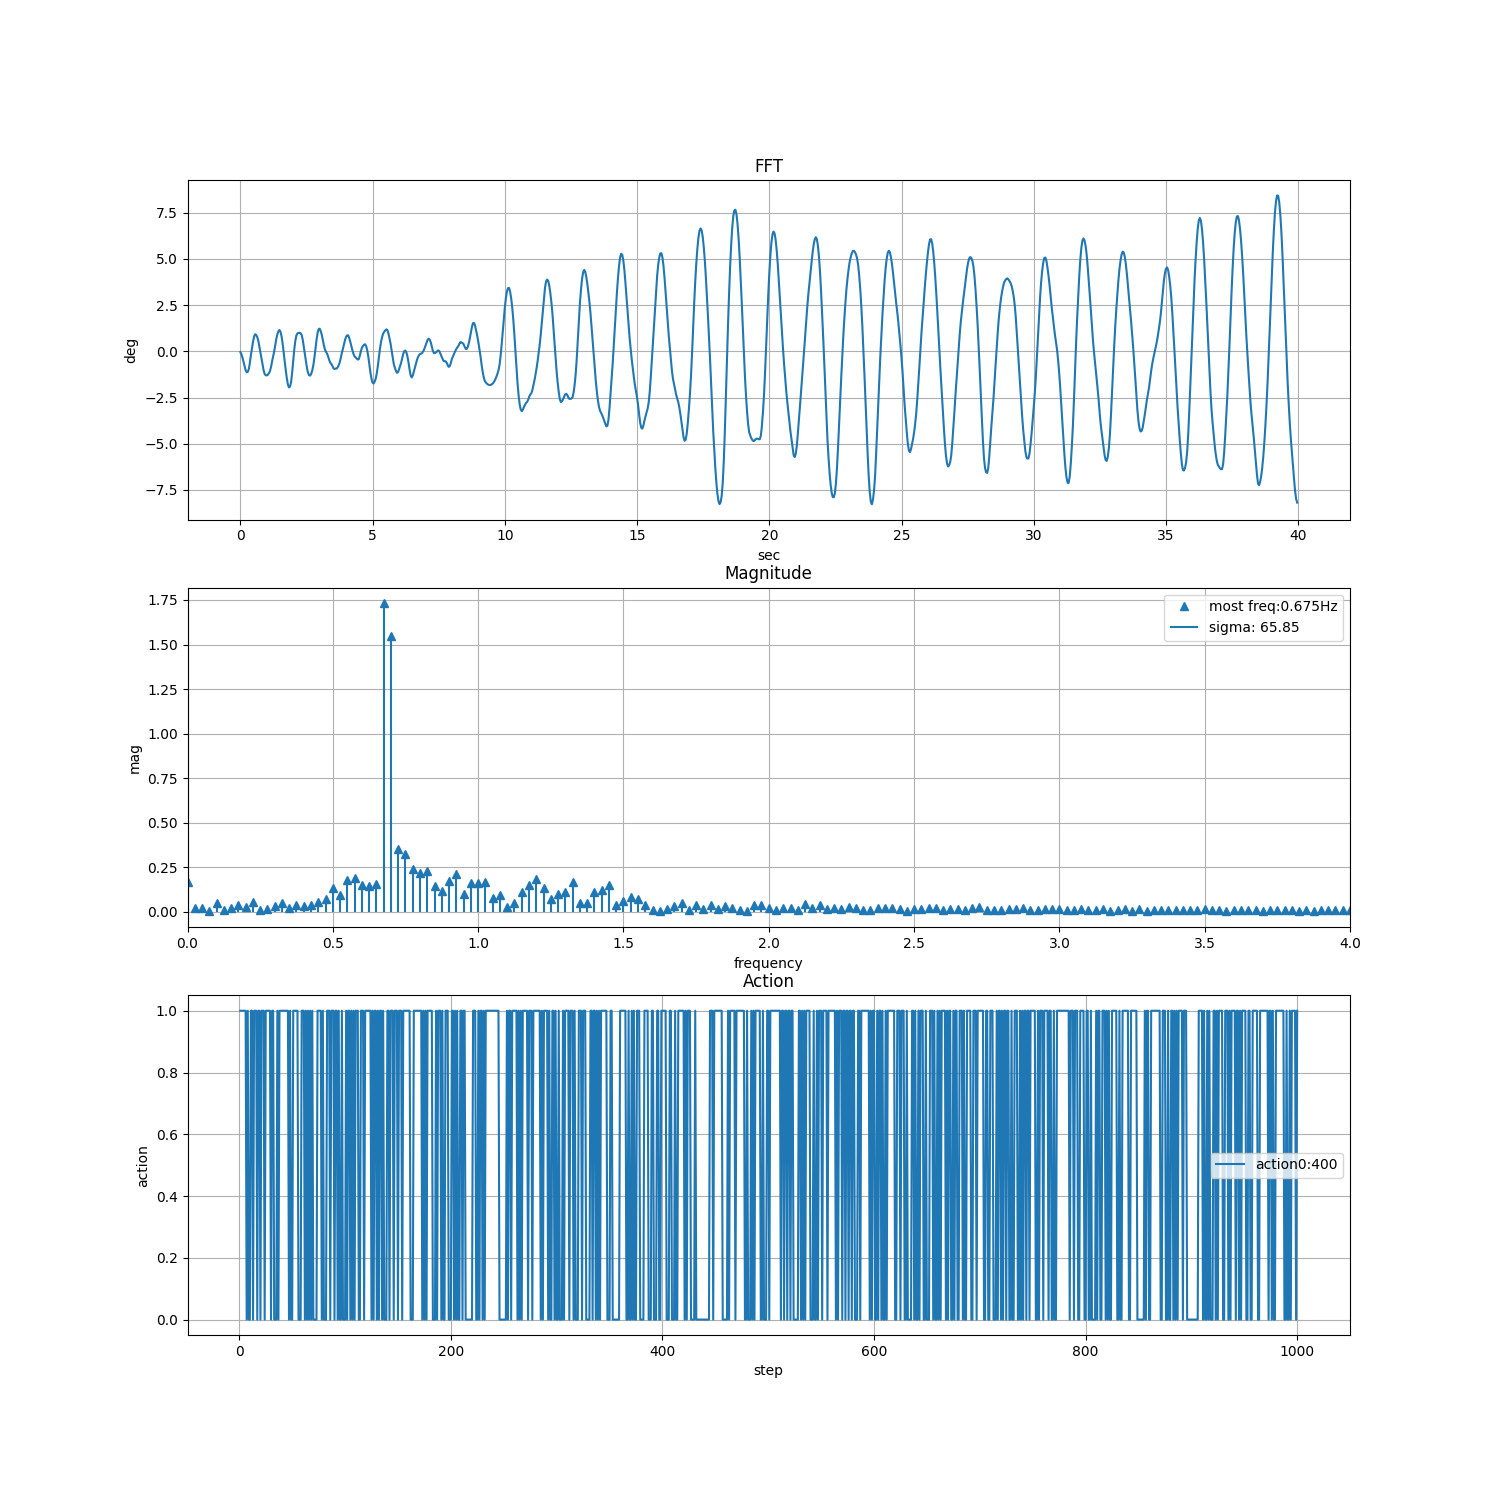 FFT
7.5
5.0
2.5
0.0
−2.5
−5.0
−7.5
deg
0 5 10 15 20 25 30 35 40
sec
Magnitude
1.75
1.50
1.25
1.00
0.75
0.50
0.25
0.00
mag
most freq:0.675Hz
sigma: 65.85
0.0 0.5 1.0 1.5 2.0 2.5 3.0 3.5 4.0
frequency
Action
1.0
0.8
0.6
0.4
0.2
0.0
action
action0:400
0 200 400 600 800 1000
step